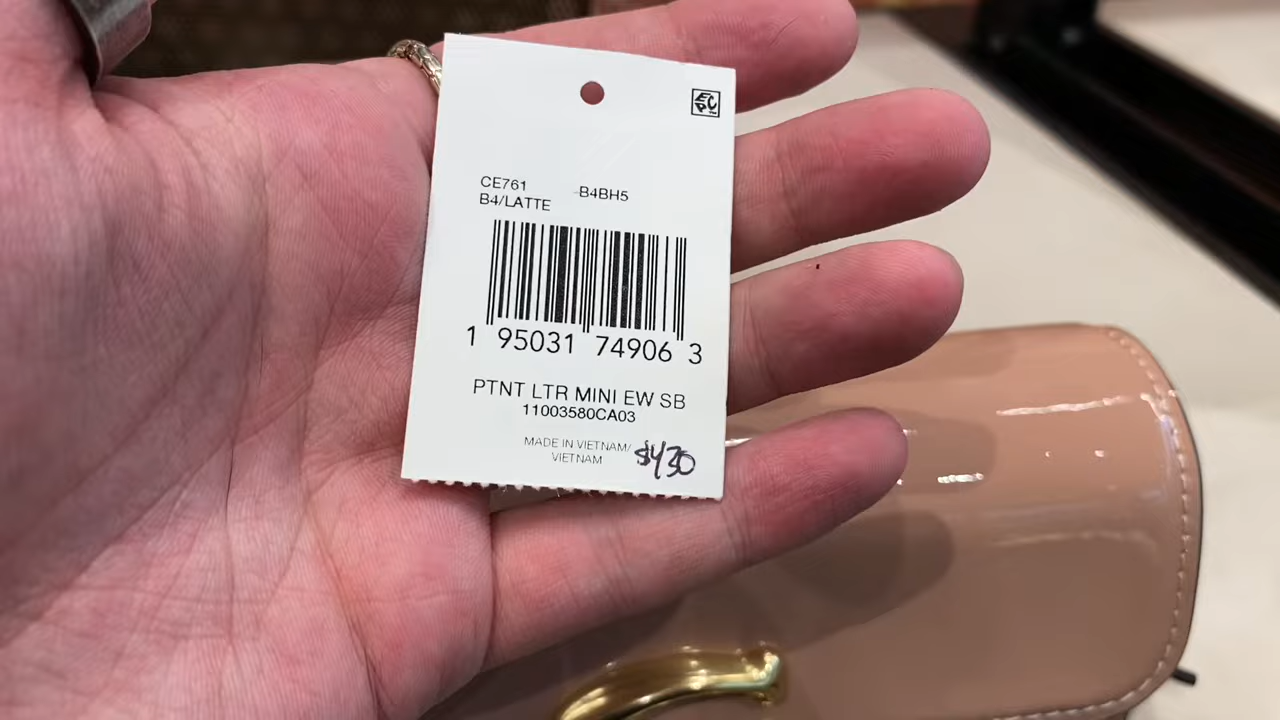 CE761 B4BH5
B4/LATTE
1 95031 74906 3
PTNT LTR MINI EW SB
11003580CA03
MADE IN VIETNAM/
VIETNAM
$430